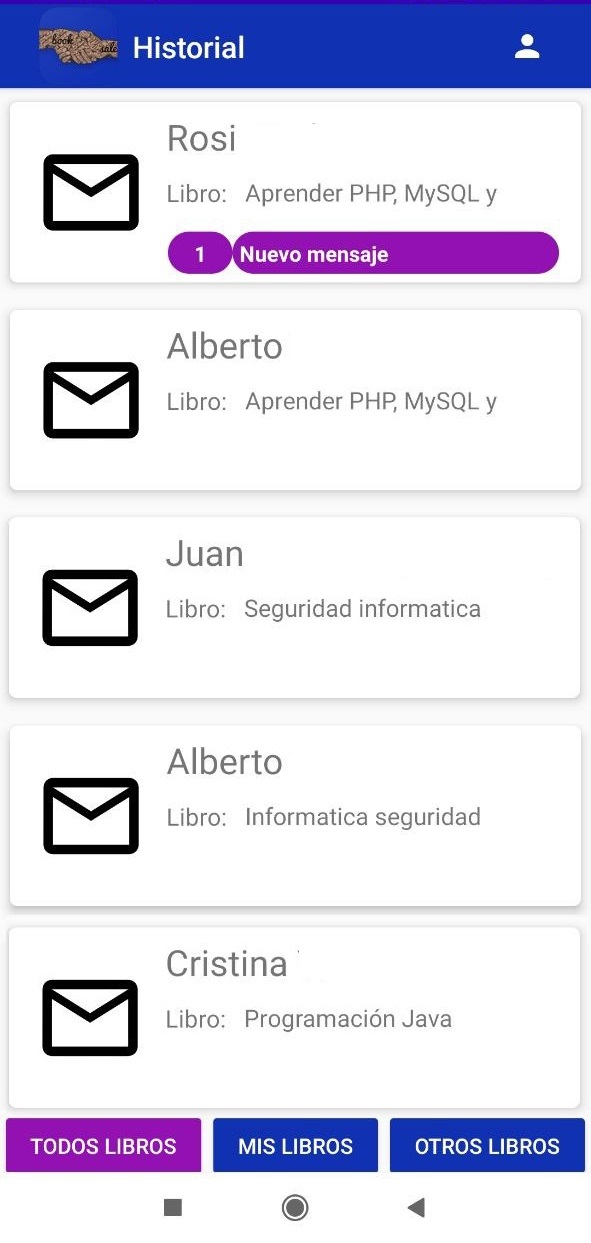 book
sale
Historial
Rosi
Libro: Aprender PHP, MySQL y
1 Nuevo mensaje
Alberto
Libro: Aprender PHP, MySQL y
Juan
Libro: Seguridad informatica
Alberto
Libro: Informatica seguridad
Cristina
Libro: Programación Java
TODOS LIBROS MIS LIBROS OTROS LIBROS